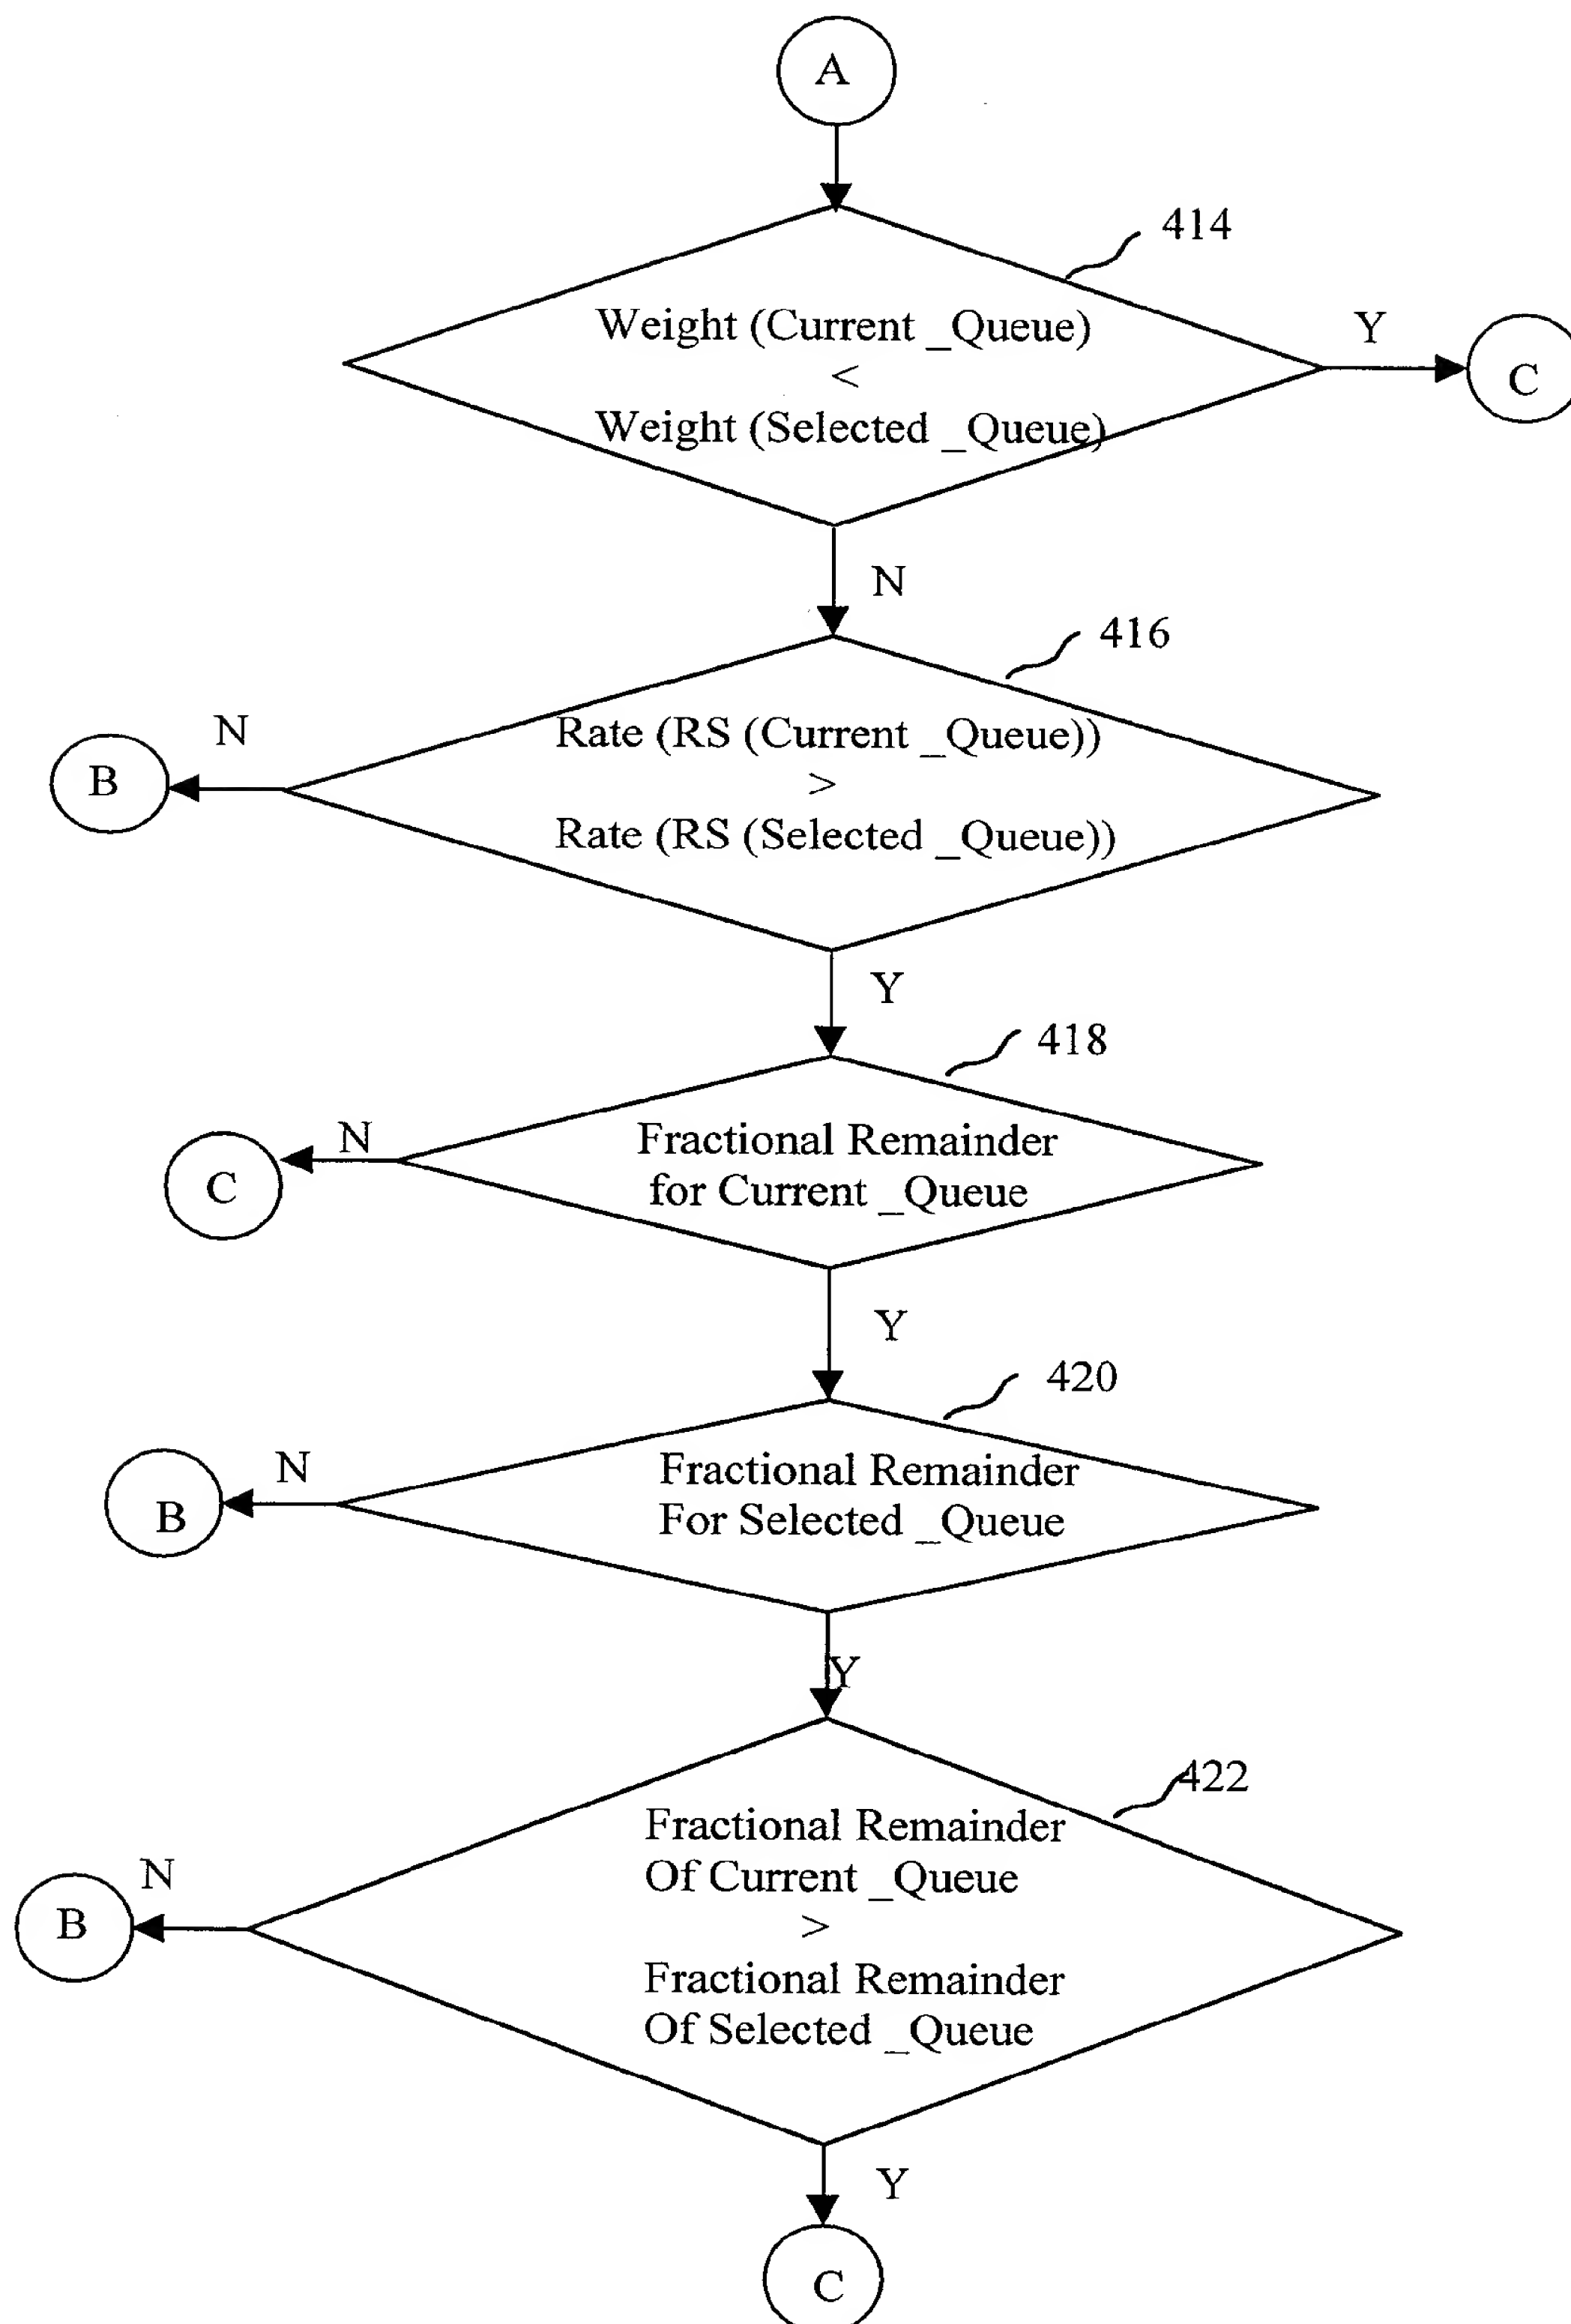 A
414
Weight (Current _Queue)
<
Weight (Selected _Queue)
Y
C
N
416
Rate (RS (Current _Queue))
>
Rate (RS (Selected _Queue))
N
B
Y
418
Fractional Remainder
for Current _Queue
N
C
Y
420
Fractional Remainder
For Selected _Queue
N
B
Y
422
Fractional Remainder
Of Current _Queue
>
Fractional Remainder
Of Selected _Queue
N
B
Y
C